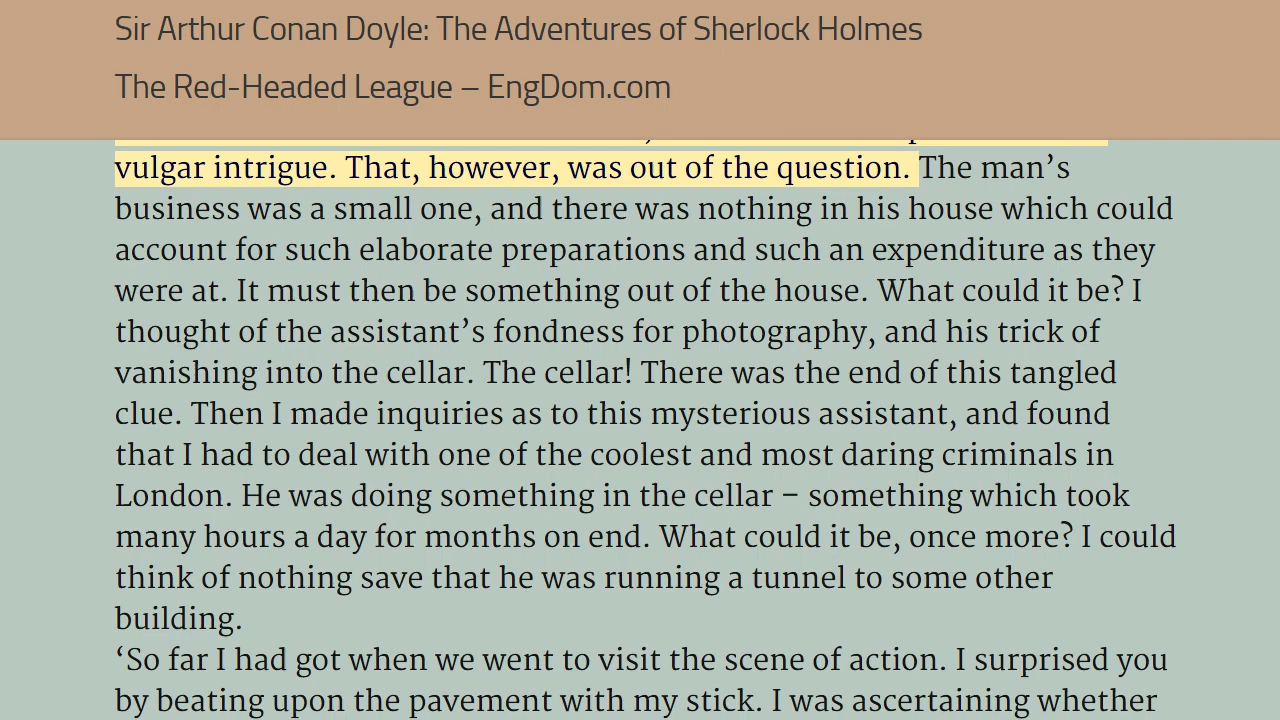 Sir Arthur Conan Doyle: The Adventures of Sherlock Holmes
The Red-Headed League – EngDom.com
vulgar intrigue. That, however, was out of the question. The man’s
business was a small one, and there was nothing in his house which could
account for such elaborate preparations and such an expenditure as they
were at. It must then be something out of the house. What could it be? I
thought of the assistant’s fondness for photography, and his trick of
vanishing into the cellar. The cellar! There was the end of this tangled
clue. Then I made inquiries as to this mysterious assistant, and found
that I had to deal with one of the coolest and most daring criminals in
London. He was doing something in the cellar – something which took
many hours a day for months on end. What could it be, once more? I could
think of nothing save that he was running a tunnel to some other
building.
‘So far I had got when we went to visit the scene of action. I surprised you
by beating upon the pavement with my stick. I was ascertaining whether